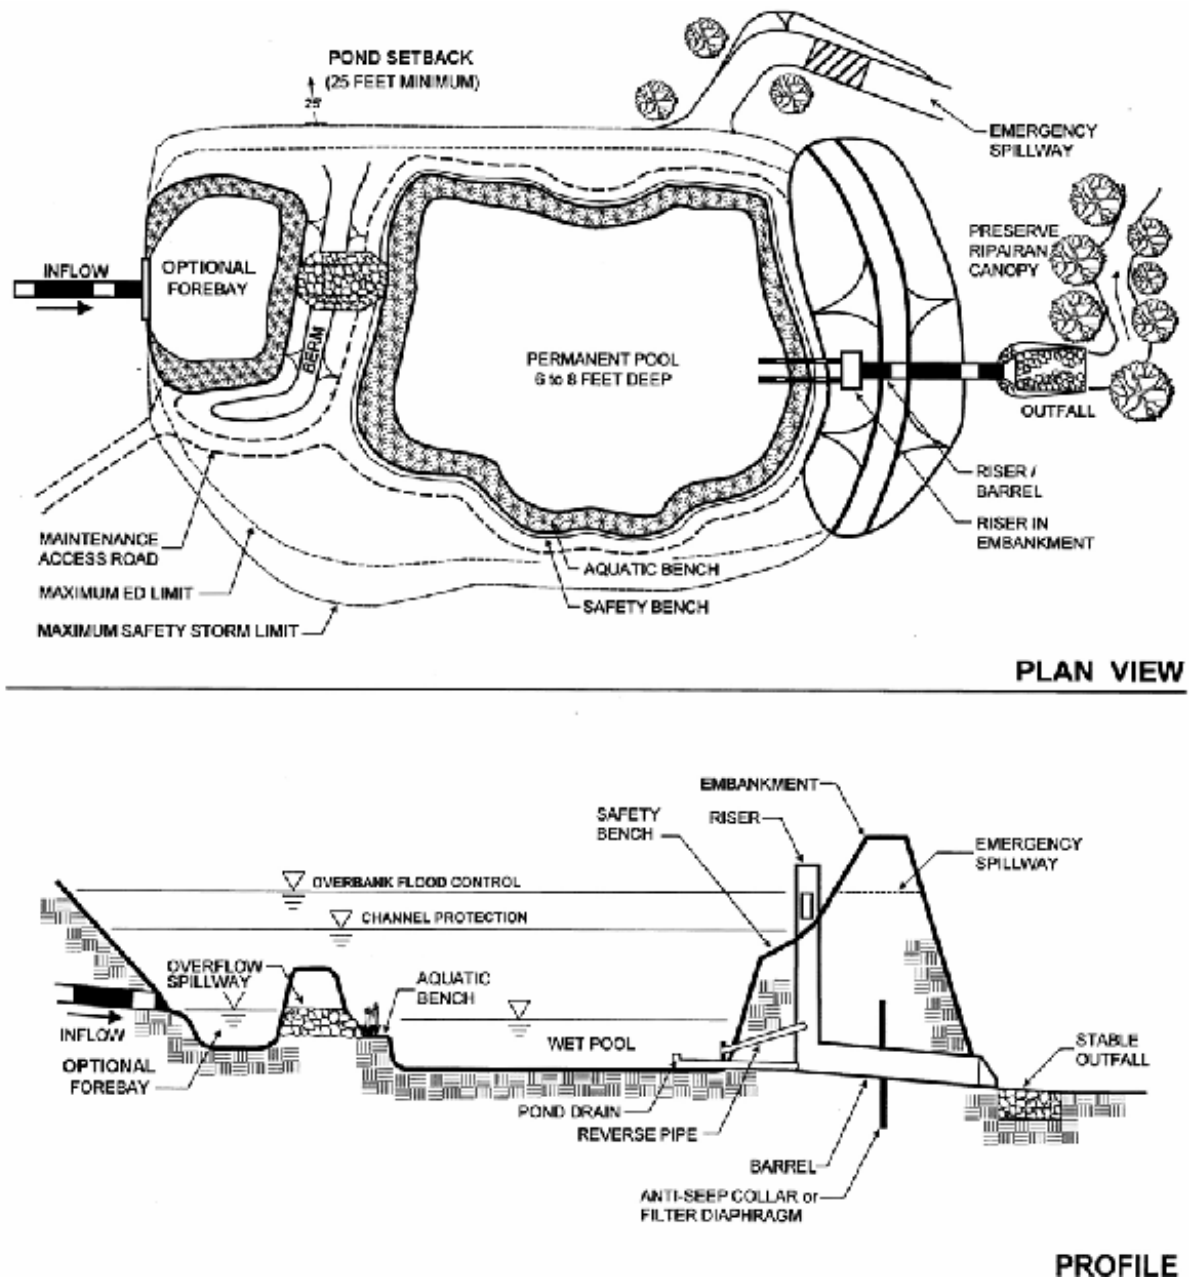 POND SETBACK
(25 FEET MINIMUM)
25'
EMERGENCY
SPILLWAY
PRESERVE
RIPAIRAN
CANOPY
INFLOW
OPTIONAL
FOREBAY
BERM
PERMANENT POOL
6 to 8 FEET DEEP
OUTFALL
RISER /
BARREL
RISER IN
EMBANKMENT
MAINTENANCE
ACCESS ROAD
AQUATIC BENCH
MAXIMUM ED LIMIT
SAFETY BENCH
MAXIMUM SAFETY STORM LIMIT
PLAN VIEW
EMBANKMENT
SAFETY
BENCH
RISER
EMERGENCY
SPILLWAY
OVERBANK FLOOD CONTROL
CHANNEL PROTECTION
OVERFLOW
SPILLWAY
AQUATIC
BENCH
INFLOW
WET POOL
STABLE
OUTFALL
OPTIONAL
FOREBAY
POND DRAIN
REVERSE PIPE
BARREL
ANTI-SEEP COLLAR or
FILTER DIAPHRAGM
PROFILE